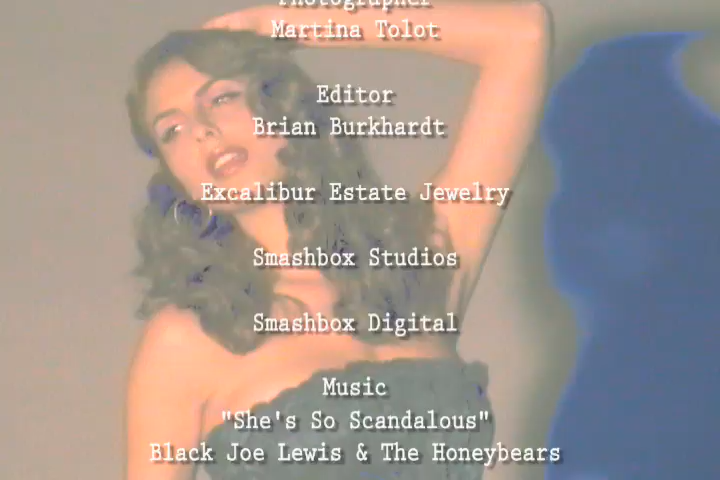 Photographer
Martina Tolot
Editor
Brian Burkhardt
Excalibur Estate Jewelry
Smashbox Studios
Smashbox Digital
Music
"She's So Scandalous"
Black Joe Lewis & The Honeybears